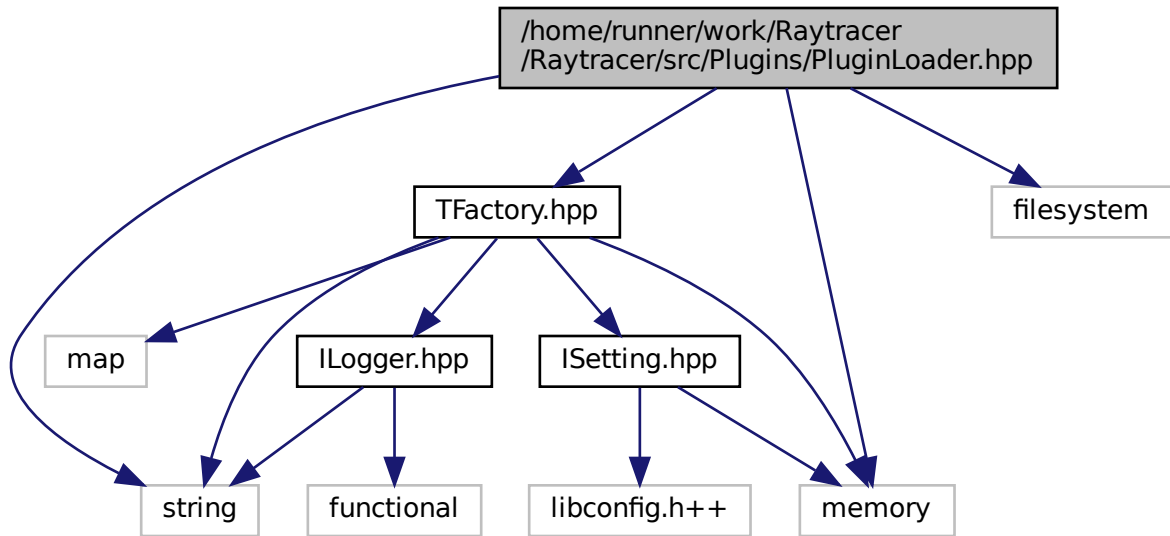 /home/runner/work/Raytracer
/Raytracer/src/Plugins/PluginLoader.hpp
TFactory.hpp
filesystem
map
ILogger.hpp
ISetting.hpp
string
functional
libconfig.h++
memory